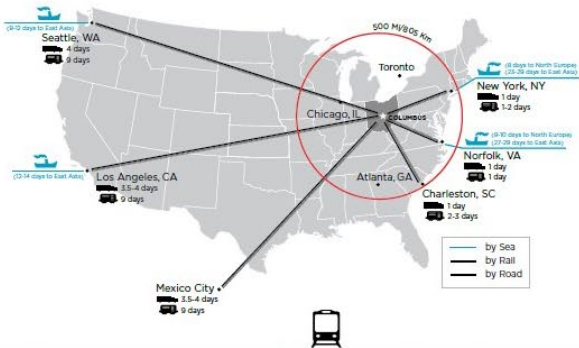 (9-12 days to East Asia)
Seattle, WA
4 days
9 days
500 MI/805 Km
Toronto
(8 days to North Europe)
(23-29 days to East Asia)
New York, NY
1 day
1-2 days
Chicago, IL
COLUMBUS
(9-10 days to North Europe)
(27-29 days to East Asia)
Norfolk, VA
1 day
1 day
(12-14 days to East Asia)
Los Angeles, CA
3.5-4 days
9 days
Atlanta, GA
Charleston, SC
1 day
2-3 days
by Sea
by Rail
by Road
Mexico City
3.5-4 days
9 days